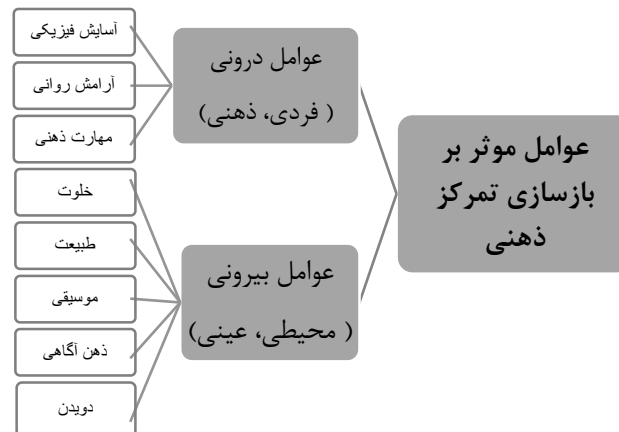 عوامل موثر بر
بازسازی تمرکز
ذهنی
عوامل درونی
( فردی، ذهنی)
آسایش فیزیکی
آرامش روانی
مهارت ذهنی
عوامل بیرونی
( محیطی، عینی)
خلوت
طبیعت
موسیقی
ذهن آگاهی
دویدن